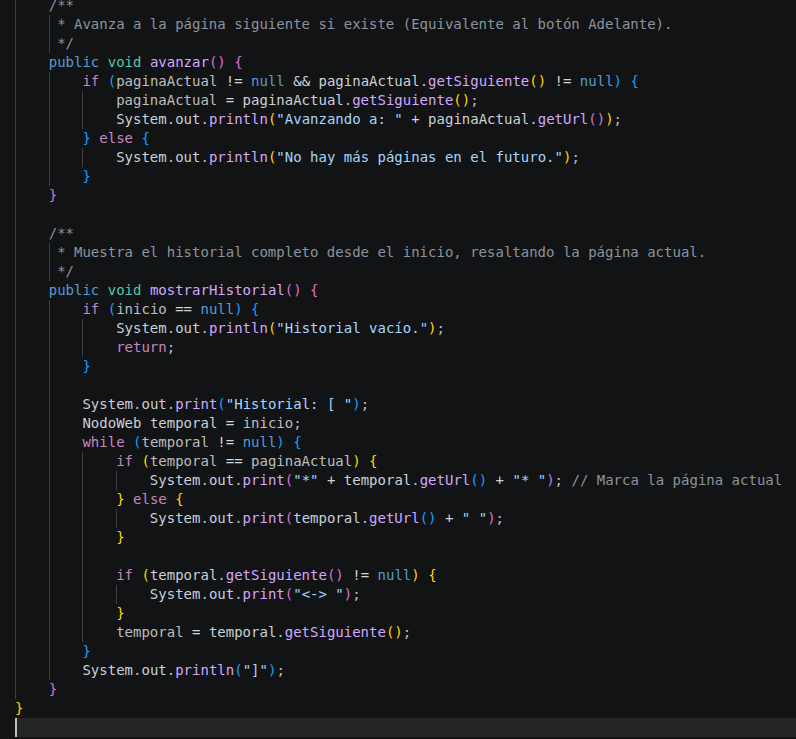 /**
 * Avanza a la página siguiente si existe (Equivalente al botón Adelante).
 */
public void avanzar() {
    if (paginaActual != null && paginaActual.getSiguiente() != null) {
        paginaActual = paginaActual.getSiguiente();
        System.out.println("Avanzando a: " + paginaActual.getUrl());
    } else {
        System.out.println("No hay más páginas en el futuro.");
    }
}

/**
 * Muestra el historial completo desde el inicio, resaltando la página actual.
 */
public void mostrarHistorial() {
    if (inicio == null) {
        System.out.println("Historial vacío.");
        return;
    }

    System.out.print("Historial: [ ");
    NodoWeb temporal = inicio;
    while (temporal != null) {
        if (temporal == paginaActual) {
            System.out.print("*" + temporal.getUrl() + "* "); // Marca la página actual
        } else {
            System.out.print(temporal.getUrl() + " ");
        }

        if (temporal.getSiguiente() != null) {
            System.out.print("<-> ");
        }
        temporal = temporal.getSiguiente();
    }
    System.out.println("]");
}
}